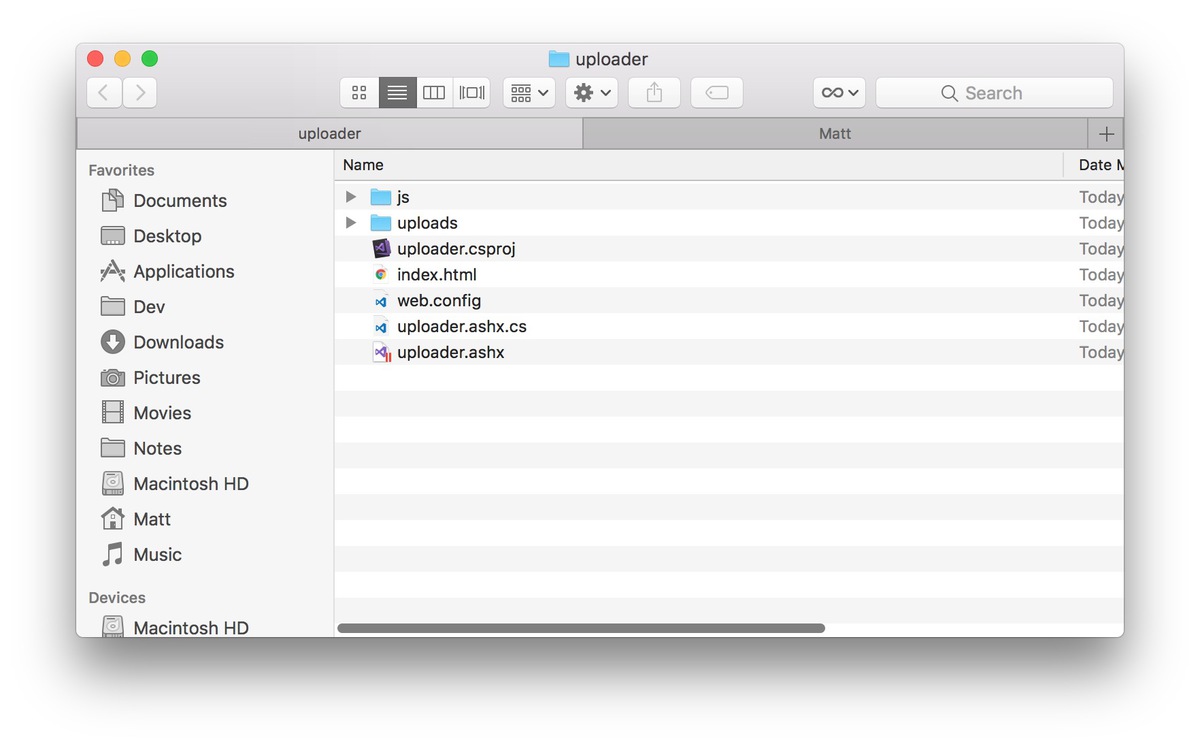 uploader
Search
uploader Matt
Favorites
Documents
Desktop
Applications
Dev
Downloads
Pictures
Movies
Notes
Macintosh HD
Matt
Music
Devices
Macintosh HD
Name Date M
js Today
uploads Today
uploader.csproj Today
index.html Today
web.config Today
uploader.ashx.cs Today
uploader.ashx Today